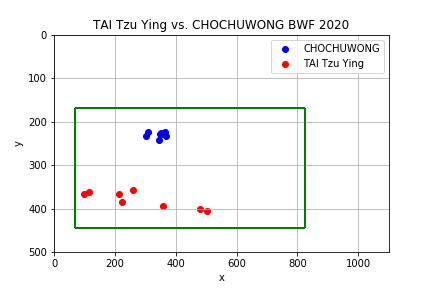 TAI Tzu Ying vs. CHOCHUWONG BWF 2020
CHOCHUWONG
TAI Tzu Ying
0
100
200
300
400
500
y
0 200 400 600 800 1000
x